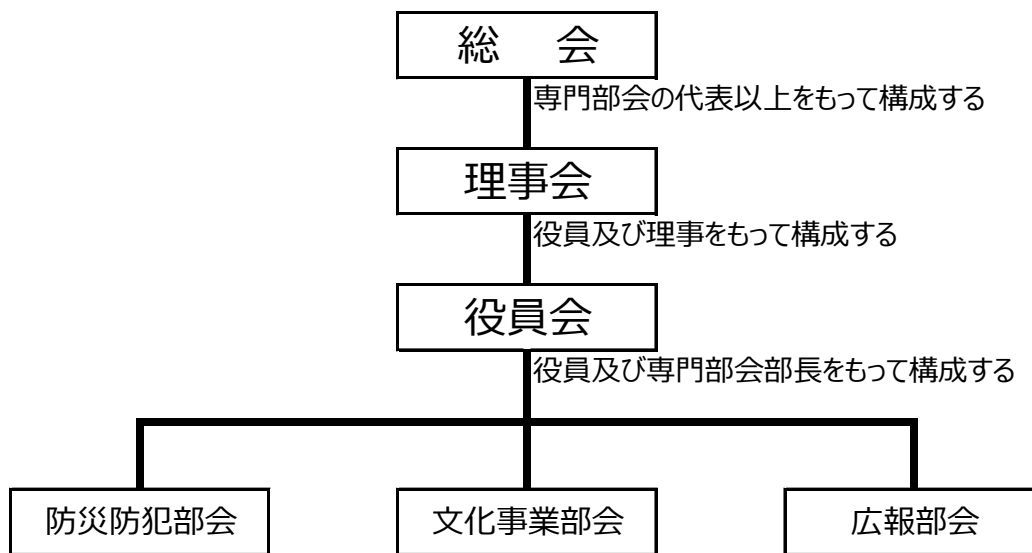 総　会
専門部会の代表以上をもって構成する
理事会
役員及び理事をもって構成する
役員会
役員及び専門部会部長をもって構成する
防災防犯部会
文化事業部会
広報部会